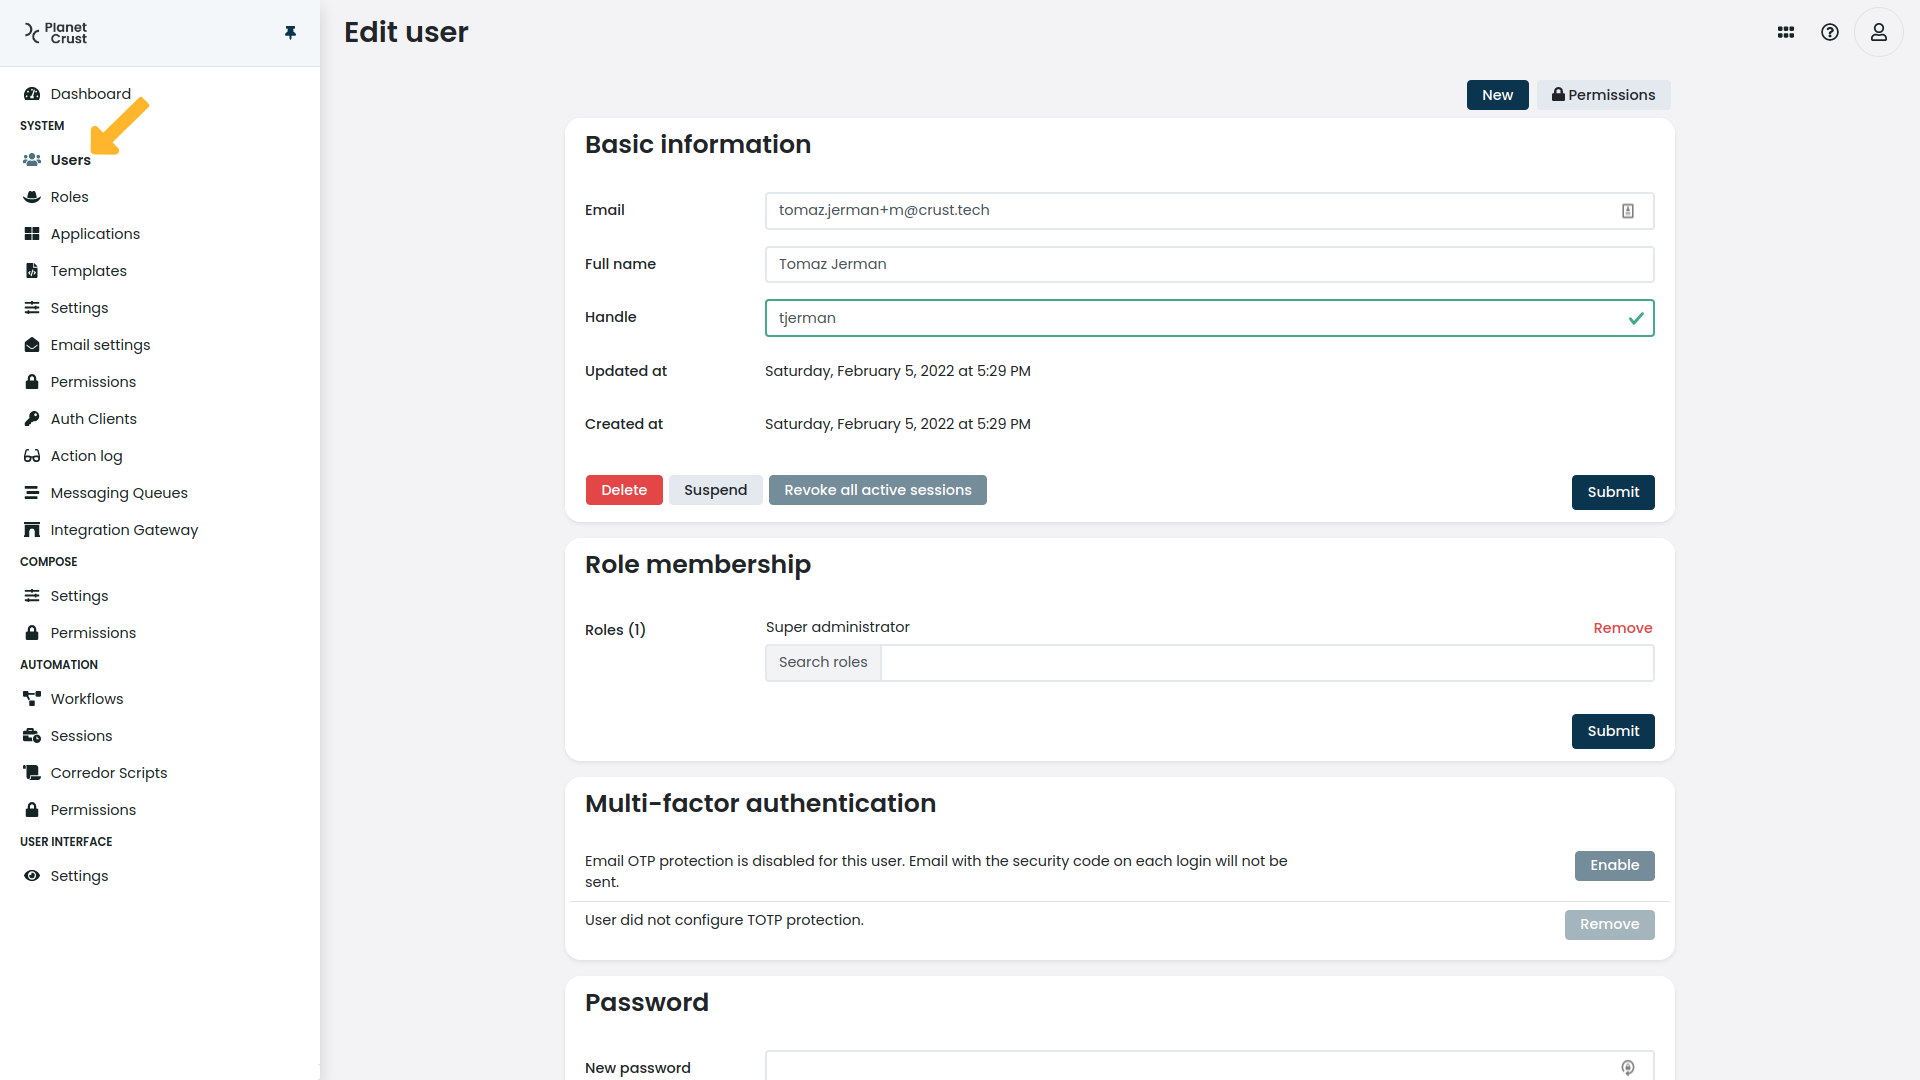 Planet
Crust
Edit user
Dashboard
SYSTEM
Users
Roles
Applications
Templates
Settings
Email settings
Permissions
Auth Clients
Action log
Messaging Queues
Integration Gateway
COMPOSE
Settings
Permissions
AUTOMATION
Workflows
Sessions
Corredor Scripts
Permissions
USER INTERFACE
Settings
New
Permissions
Basic information
Email
tomaz.jerman+m@crust.tech
Full name
Tomaz Jerman
Handle
tjerman
Updated at
Saturday, February 5, 2022 at 5:29 PM
Created at
Saturday, February 5, 2022 at 5:29 PM
Delete
Suspend
Revoke all active sessions
Submit
Role membership
Roles (1)
Super administrator
Remove
Search roles
Submit
Multi-factor authentication
Email OTP protection is disabled for this user. Email with the security code on each login will not be
sent.
Enable
User did not configure TOTP protection.
Remove
Password
New password